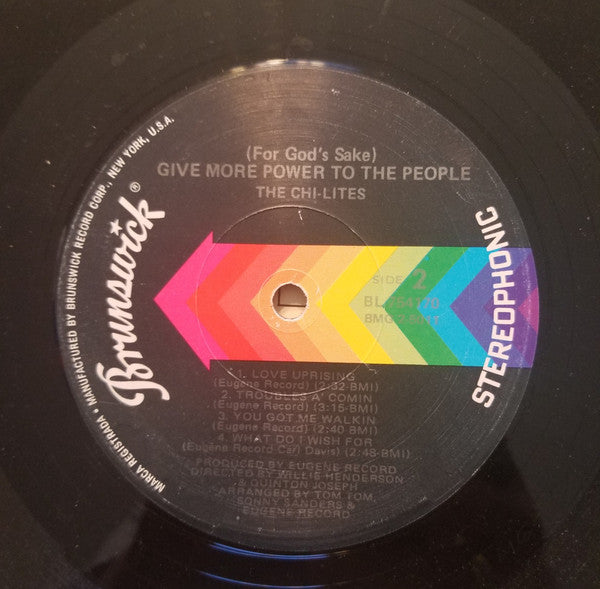 (For God's Sake)
GIVE MORE POWER TO THE PEOPLE
THE CHI-LITES
Brunswick®
MARCA REGISTRADA • MANUFACTURED BY BRUNSWICK RECORD CORP., NEW YORK, U.S.A.
STEREOPHONIC
SIDE 2
BL 754170
1. LOVE UPRISING
(Eugene Record) (2:32-BMI)
2. TROUBLES A' COMIN
(Eugene Record) (3:15-BMI)
3. YOU GOT ME WALKIN
(Eugene Record) (2:40 BMI)
4. WHAT DO I WISH FOR
(Eugene Record Carl Davis) (2:48-BMI)
PRODUCED BY EUGENE RECORD
DIRECTED BY WILLIE HENDERSON
& QUINTON JOSEPH
ARRANGED BY TOM TOM,
SONNY SANDERS &
EUGENE RECORD